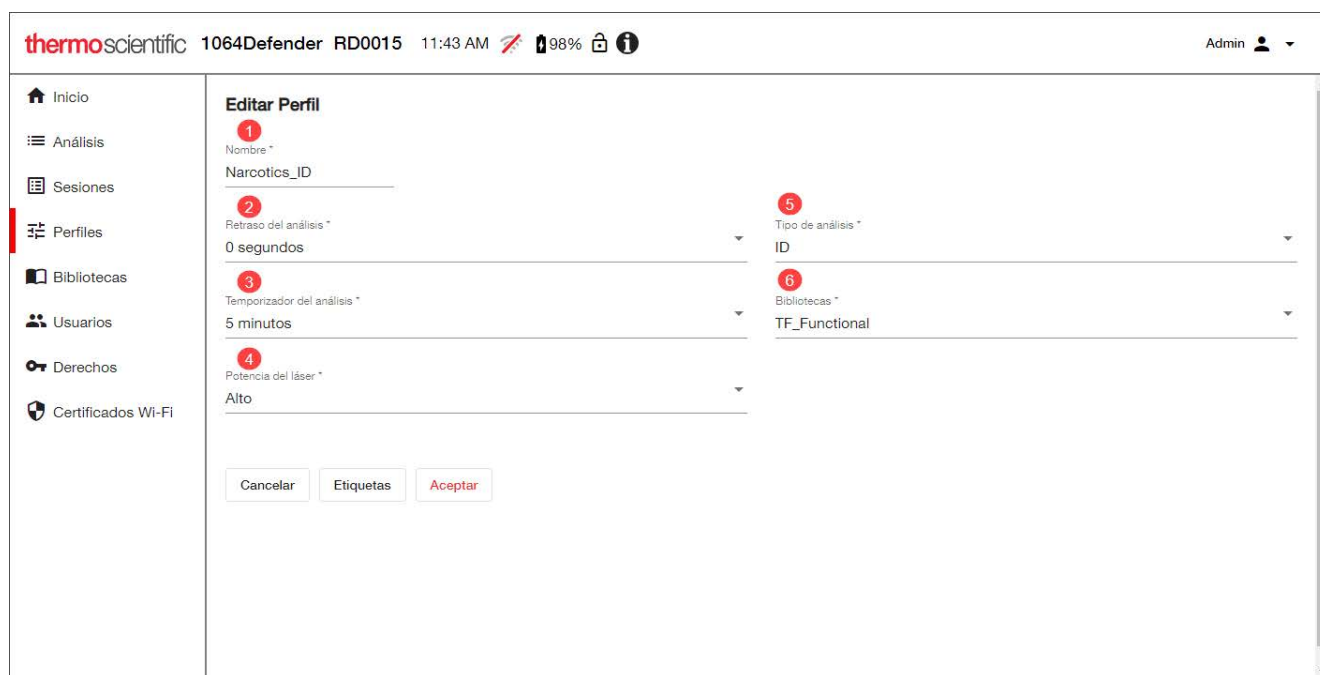 thermoscientific 1064Defender RD0015 11:43 AM 98% Admin
Inicio
Análisis
Sesiones
Perfiles
Bibliotecas
Usuarios
Derechos
Certificados Wi-Fi
Editar Perfil
1
Nombre *
Narcotics_ID
2
Retraso del análisis *
0 segundos
3
Temporizador del análisis *
5 minutos
4
Potencia del láser *
Alto
5
Tipo de análisis *
ID
6
Bibliotecas *
TF_Functional
Cancelar Etiquetas Aceptar